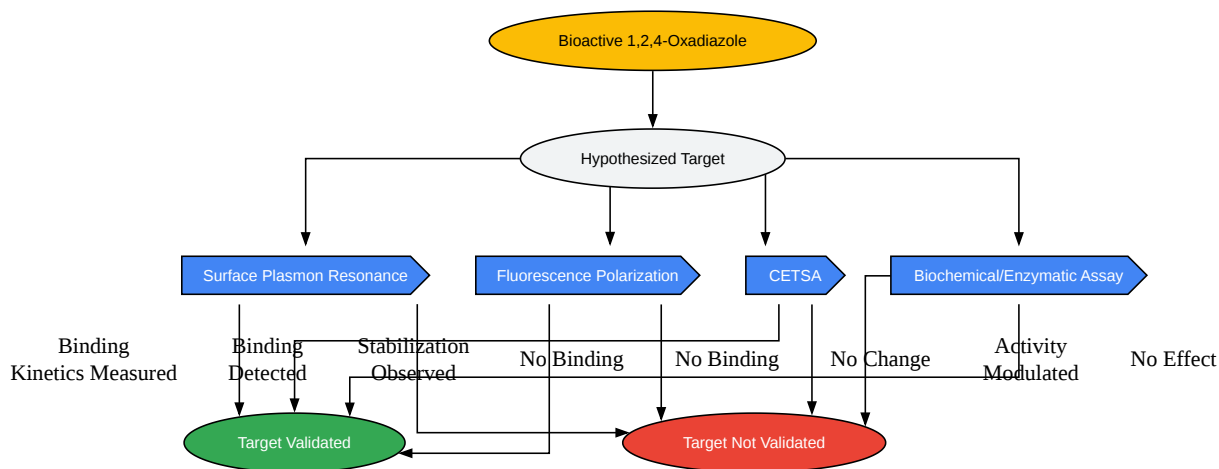 Bioactive 1,2,4-Oxadiazole
Hypothesized Target
Surface Plasmon Resonance
Fluorescence Polarization
CETSA
Biochemical/Enzymatic Assay
Binding
Kinetics Measured
Binding
Detected
Stabilization
Observed
No Binding
No Binding
No Change
Activity
Modulated
No Effect
Target Validated
Target Not Validated